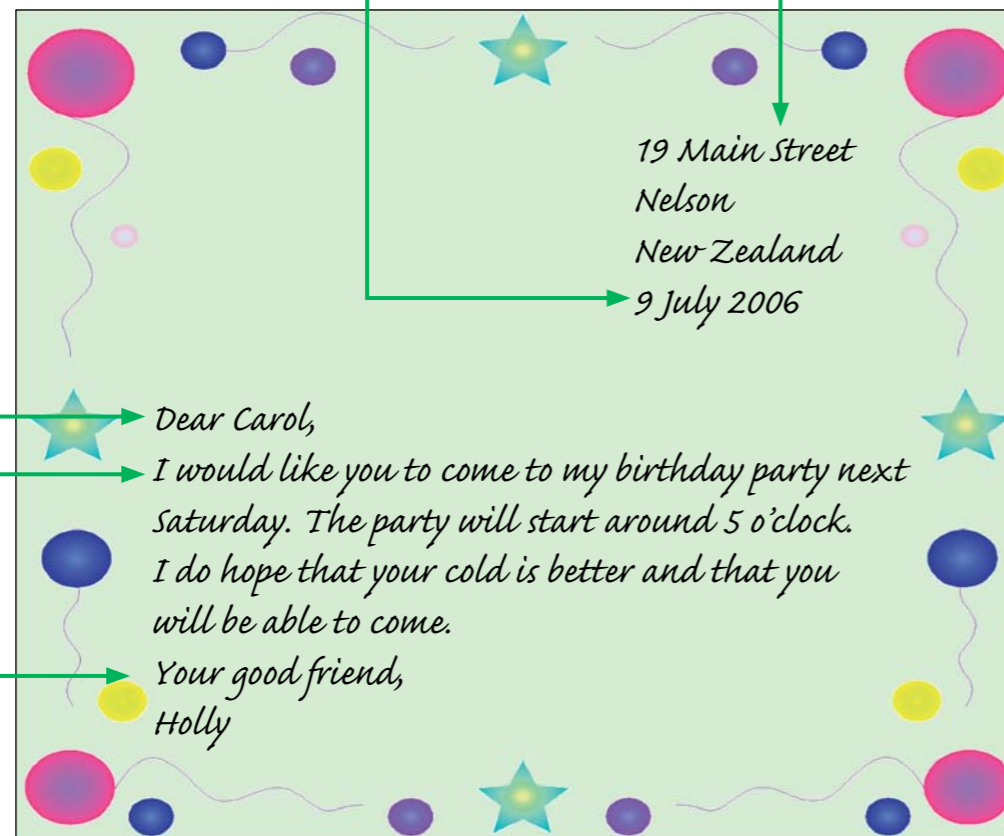 19 Main Street
Nelson
New Zealand
9 July 2006
Dear Carol,
I would like you to come to my birthday party next
Saturday. The party will start around 5 o'clock.
I do hope that your cold is better and that you
will be able to come.
Your good friend,
Holly